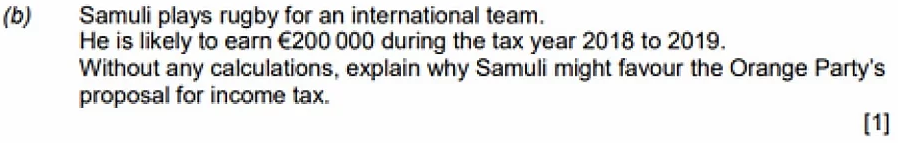 (b) Samuli plays rugby for an international team.
He is likely to earn €200 000 during the tax year 2018 to 2019.
Without any calculations, explain why Samuli might favour the Orange Party's
proposal for income tax.
[1]